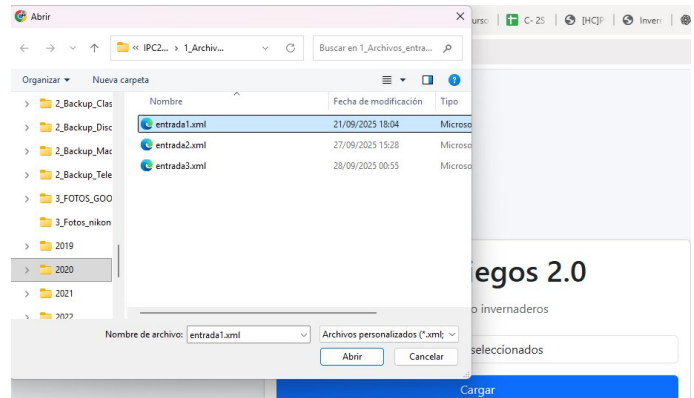 Abrir
urso
C- 2S
[HC]P
Invern
« IPC2... › 1_Archiv...
Buscar en 1_Archivos_entra...
Organizar
Nueva carpeta
Nombre
Fecha de modificación
Tipo
2_Backup_Clas
2_Backup_Disc
2_Backup_Mac
2_Backup_Tele
3_FOTOS_GOO
3_Fotos_nikon
2019
2020
2021
2022
entrada1.xml 21/09/2025 18:04 Microso
entrada2.xml 27/09/2025 15:28 Microso
entrada3.xml 28/09/2025 00:55 Microso
Nombre de archivo: entrada1.xml
Archivos personalizados (*.xml;
Abrir
Cancelar
egos 2.0
o invernaderos
seleccionados
Cargar